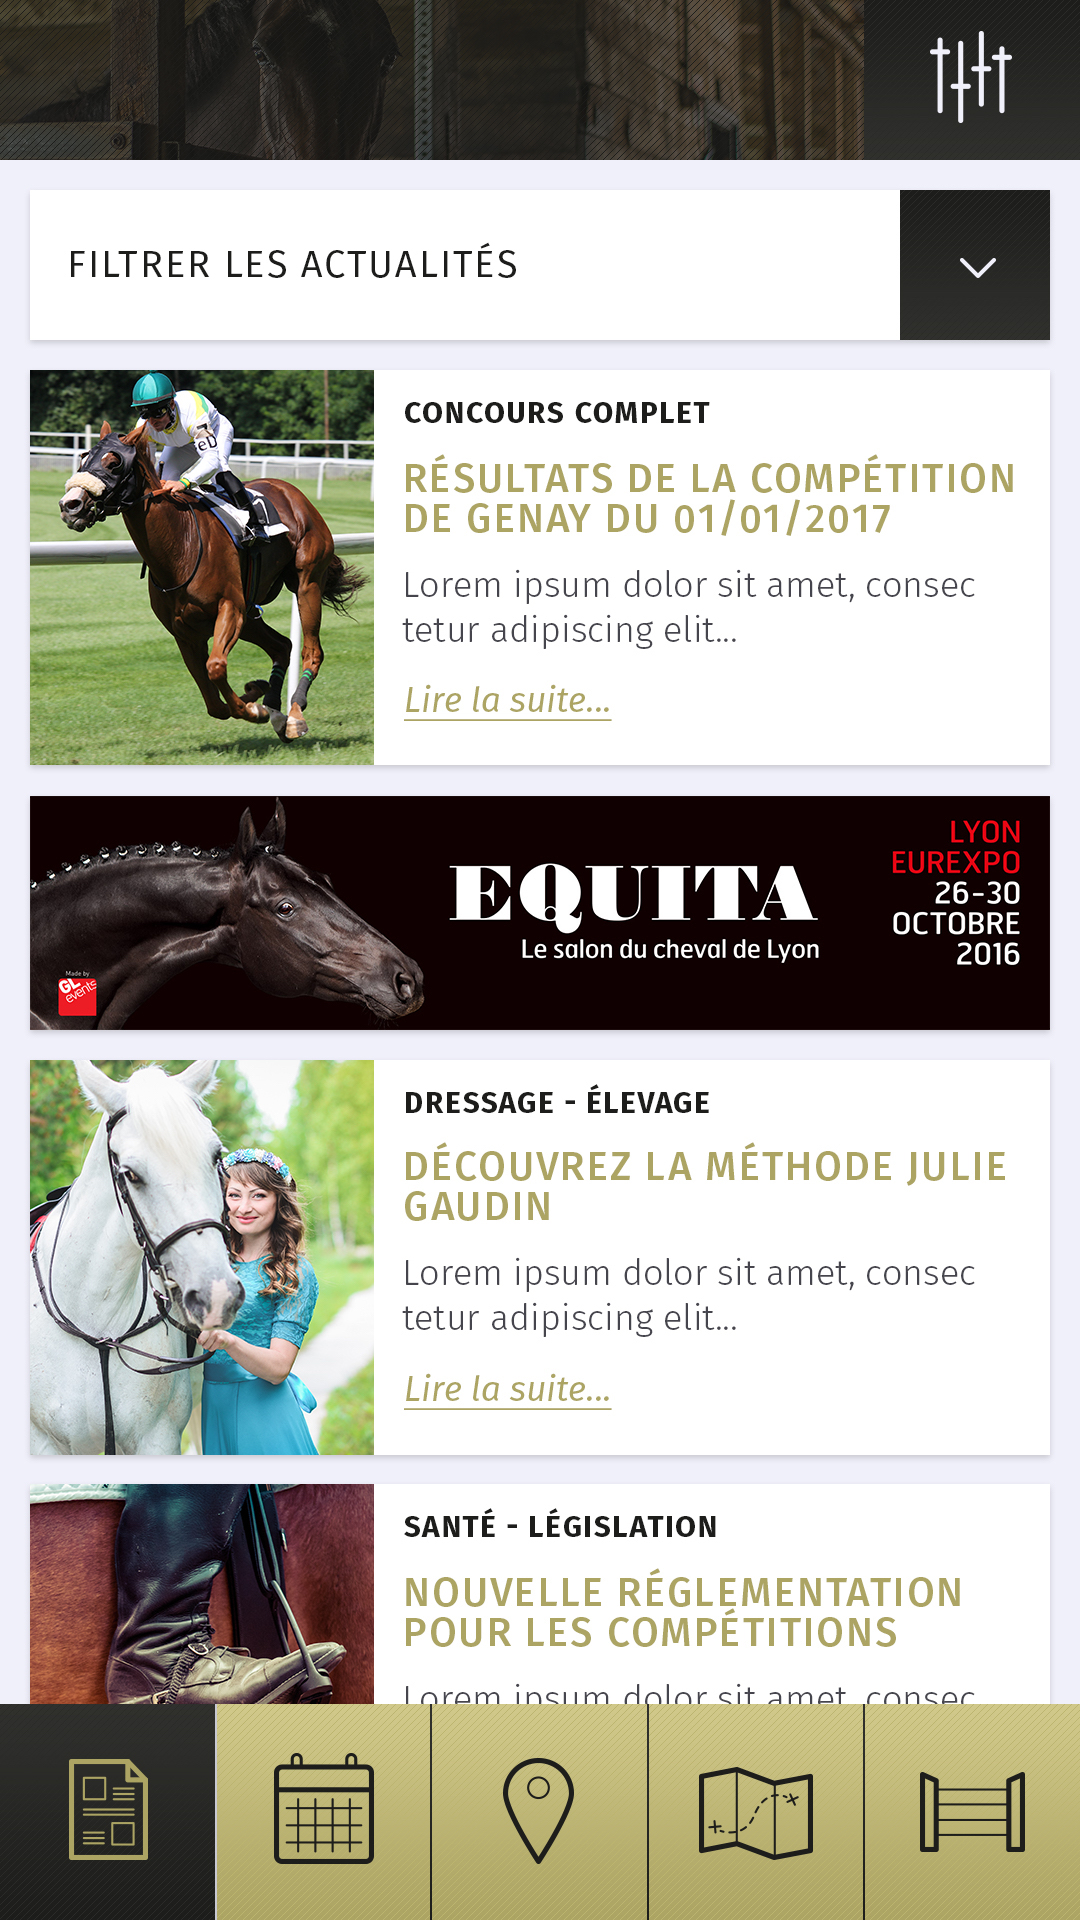 FILTRER LES ACTUALITÉS
CONCOURS COMPLET
RÉSULTATS DE LA COMPÉTITION
DE GENAY DU 01/01/2017
Lorem ipsum dolor sit amet, consec
tetur adipiscing elit...
Lire la suite...
LYON
EUREXPO
26-30
OCTOBRE
2016
EQUITA
Le salon du cheval de Lyon
Made by
GL
events
DRESSAGE - ÉLEVAGE
DÉCOUVREZ LA MÉTHODE JULIE
GAUDIN
Lorem ipsum dolor sit amet, consec
tetur adipiscing elit...
Lire la suite...
SANTÉ - LÉGISLATION
NOUVELLE RÉGLEMENTATION
POUR LES COMPÉTITIONS
Lorem ipsum dolor sit amet, consec